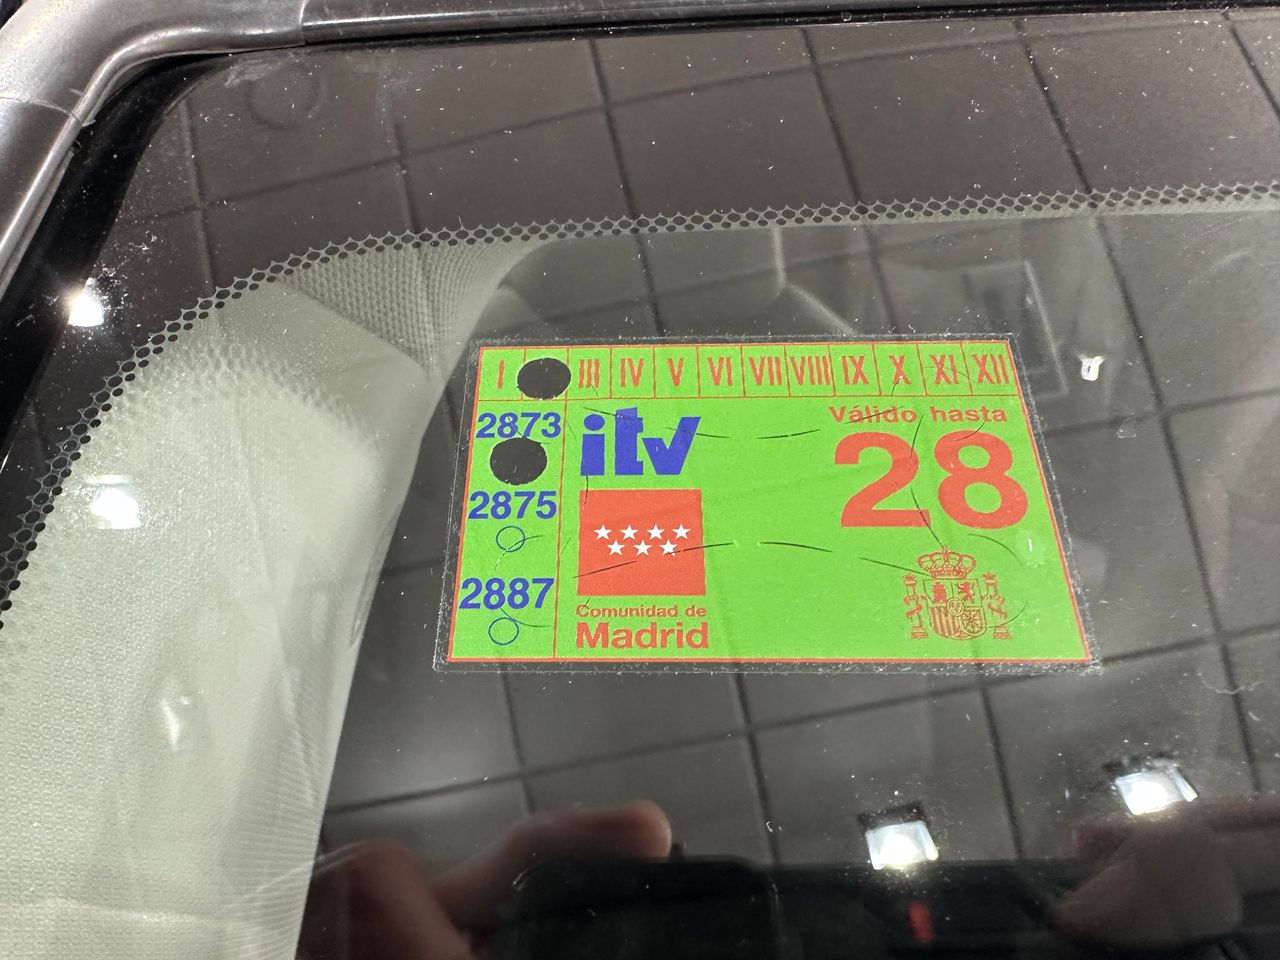 I III IV V VI VII VIII IX X XI XII
2873
2875
2887
itv
Comunidad de
Madrid
Válido hasta
28